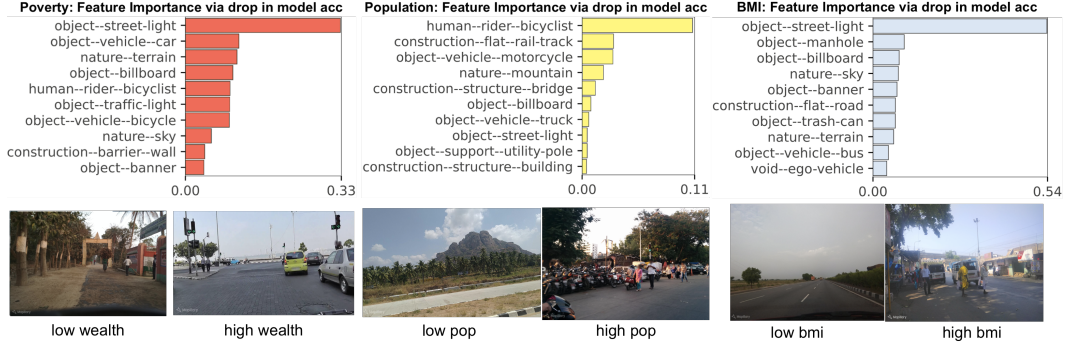 Poverty: Feature Importance via drop in model acc
object--street-light
object--vehicle--car
nature--terrain
object--billboard
human--rider--bicyclist
object--traffic-light
object--vehicle--bicycle
nature--sky
construction--barrier--wall
object--banner
0.00 0.33
low wealth
high wealth
Population: Feature Importance via drop in model acc
human--rider--bicyclist
construction--flat--rail-track
object--vehicle--motorcycle
nature--mountain
construction--structure--bridge
object--billboard
object--vehicle--truck
object--street-light
object--support--utility-pole
construction--structure--building
0.00 0.11
low pop
high pop
BMI: Feature Importance via drop in model acc
object--street-light
object--manhole
object--billboard
nature--sky
object--banner
construction--flat--road
object--trash-can
nature--terrain
object--vehicle--bus
void--ego-vehicle
0.00 0.54
low bmi
high bmi